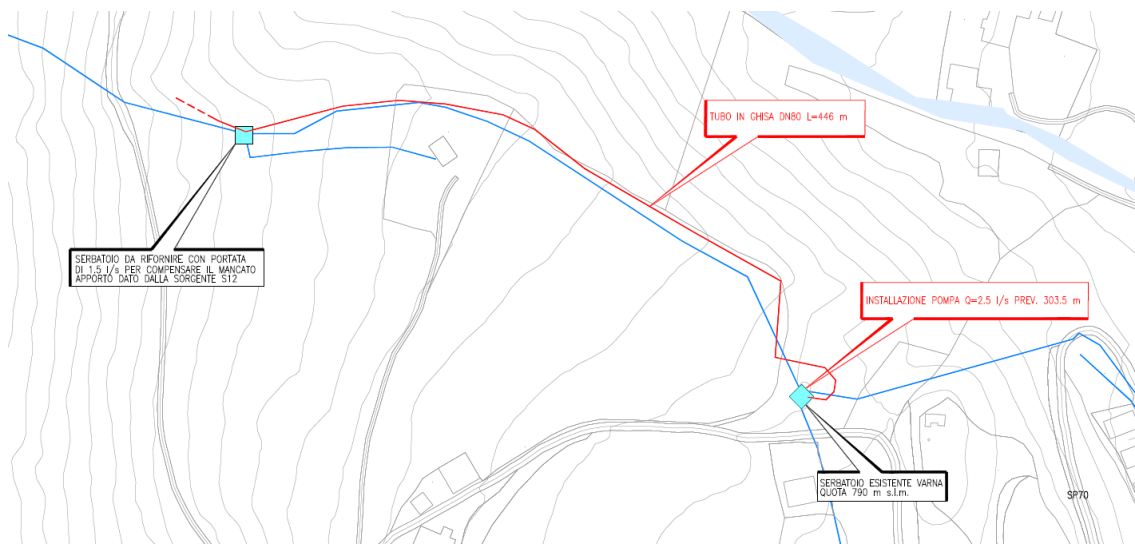 TUBO IN GHISA DN80 L=446 m
SERBATOIO DA RIFORNIRE CON PORTATA
DI 1.5 l/s PER COMPENSARE IL MANCATO
APPORTO DATO DALLA SORGENTE S12
INSTALLAZIONE POMPA Q=2.5 l/s PREV. 303.5 m
SERBATOIO ESISTENTE VARNA
QUOTA 790 m s.l.m.
SP70